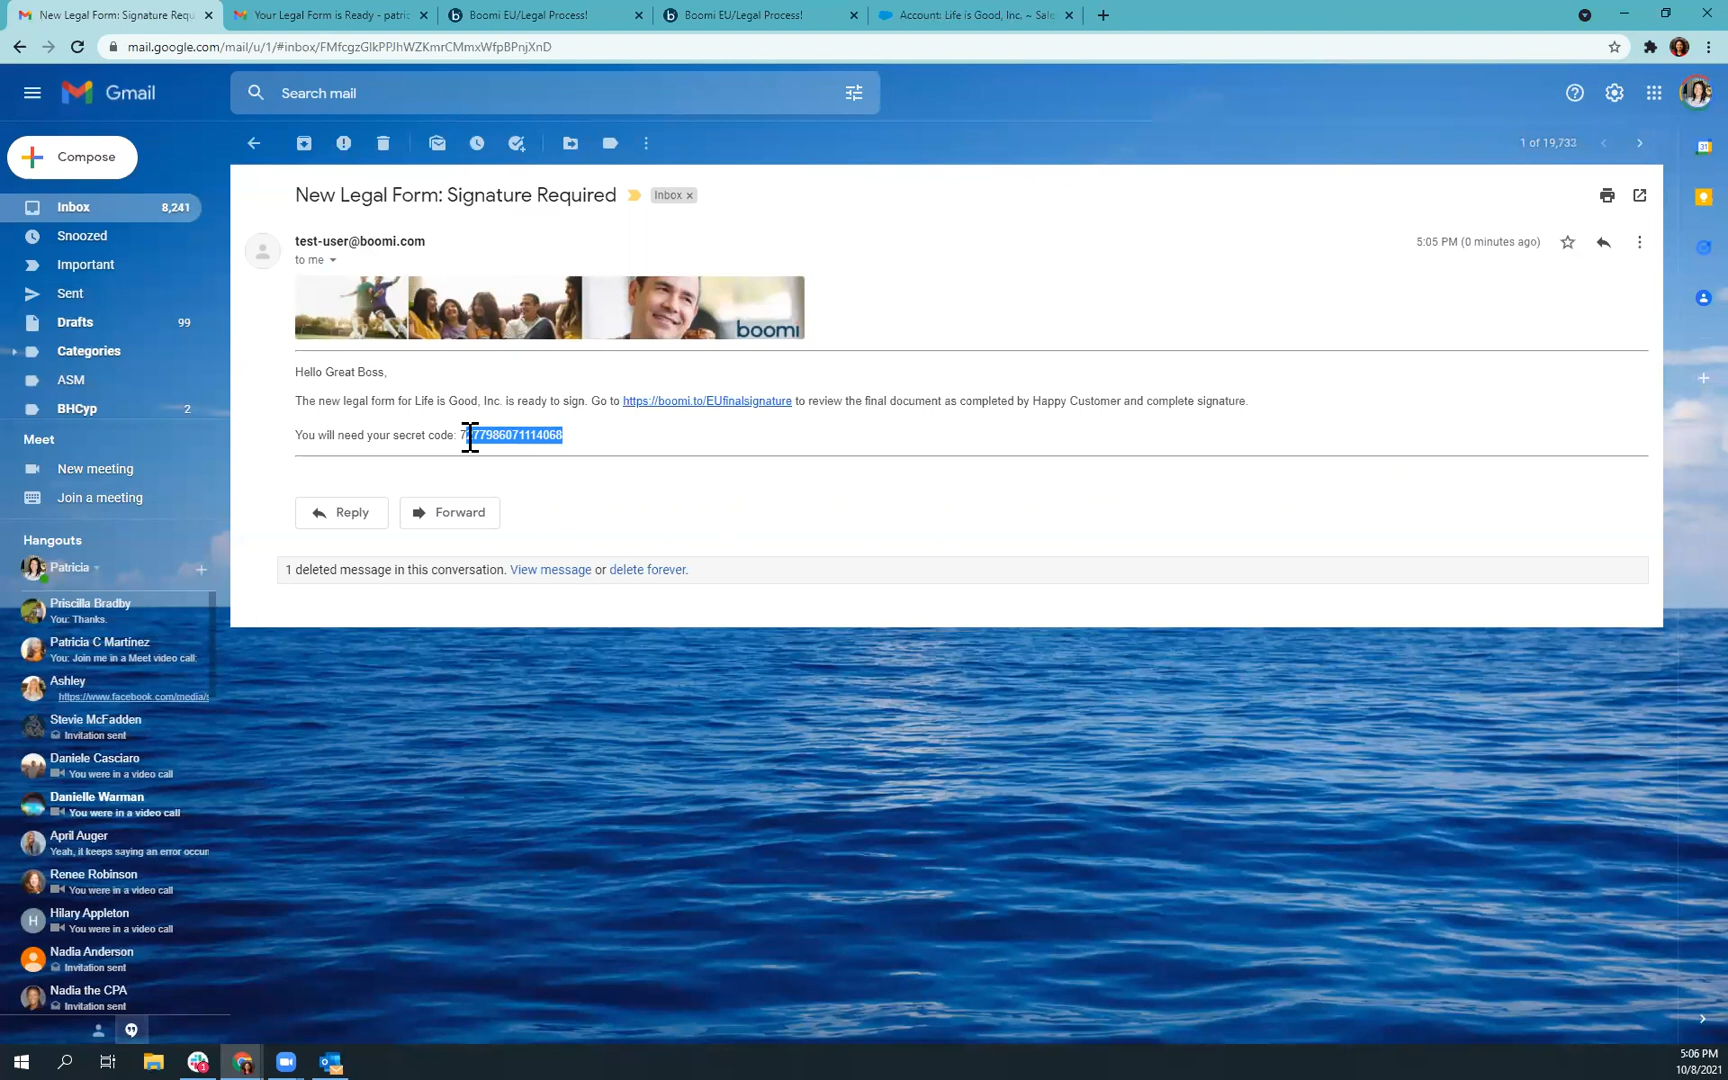 New Legal Form: Signature Requ
Your Legal Form is Ready - patric
Boomi EU/Legal Process!
Boomi EU/Legal Process!
Account: Life is Good, Inc. ~ Sale
mail.google.com/mail/u/1/#inbox/FMfcgzGlkPPJhWZKmrCMmxWfpBPnjXnD
Gmail
Search mail
Compose
1 of 19,733
Inbox 8,241
Snoozed
Important
Sent
Drafts 99
Categories
ASM
BHCyp 2
Meet
New meeting
Join a meeting
Hangouts
Patricia
Priscilla Bradby
You: Thanks.
Patricia C Martínez
You: Join me in a Meet video call:
Ashley
https://www.facebook.com/media/s
Stevie McFadden
Invitation sent
Daniele Casciaro
You were in a video call
Danielle Warman
You were in a video call
April Auger
Yeah, it keeps saying an error occur
Renee Robinson
You were in a video call
H
Hilary Appleton
You were in a video call
Nadia Anderson
Invitation sent
Nadia the CPA
Invitation sent
New Legal Form: Signature Required
Inbox x
test-user@boomi.com
5:05 PM (0 minutes ago)
to me
boomi
Hello Great Boss,
The new legal form for Life is Good, Inc. is ready to sign. Go to https://boomi.to/EUfinalsignature to review the final document as completed by Happy Customer and complete signature.
You will need your secret code:
Reply
Forward
1 deleted message in this conversation. View message or delete forever.
31
1
5:06 PM
10/8/2021